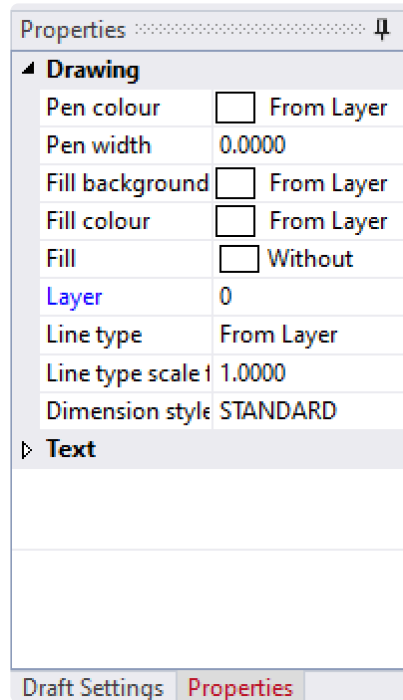 Properties
Drawing
Pen colour From Layer
Pen width 0.0000
Fill background From Layer
Fill colour From Layer
Fill Without
Layer 0
Line type From Layer
Line type scale 1.0000
Dimension style STANDARD
Text
Draft Settings Properties